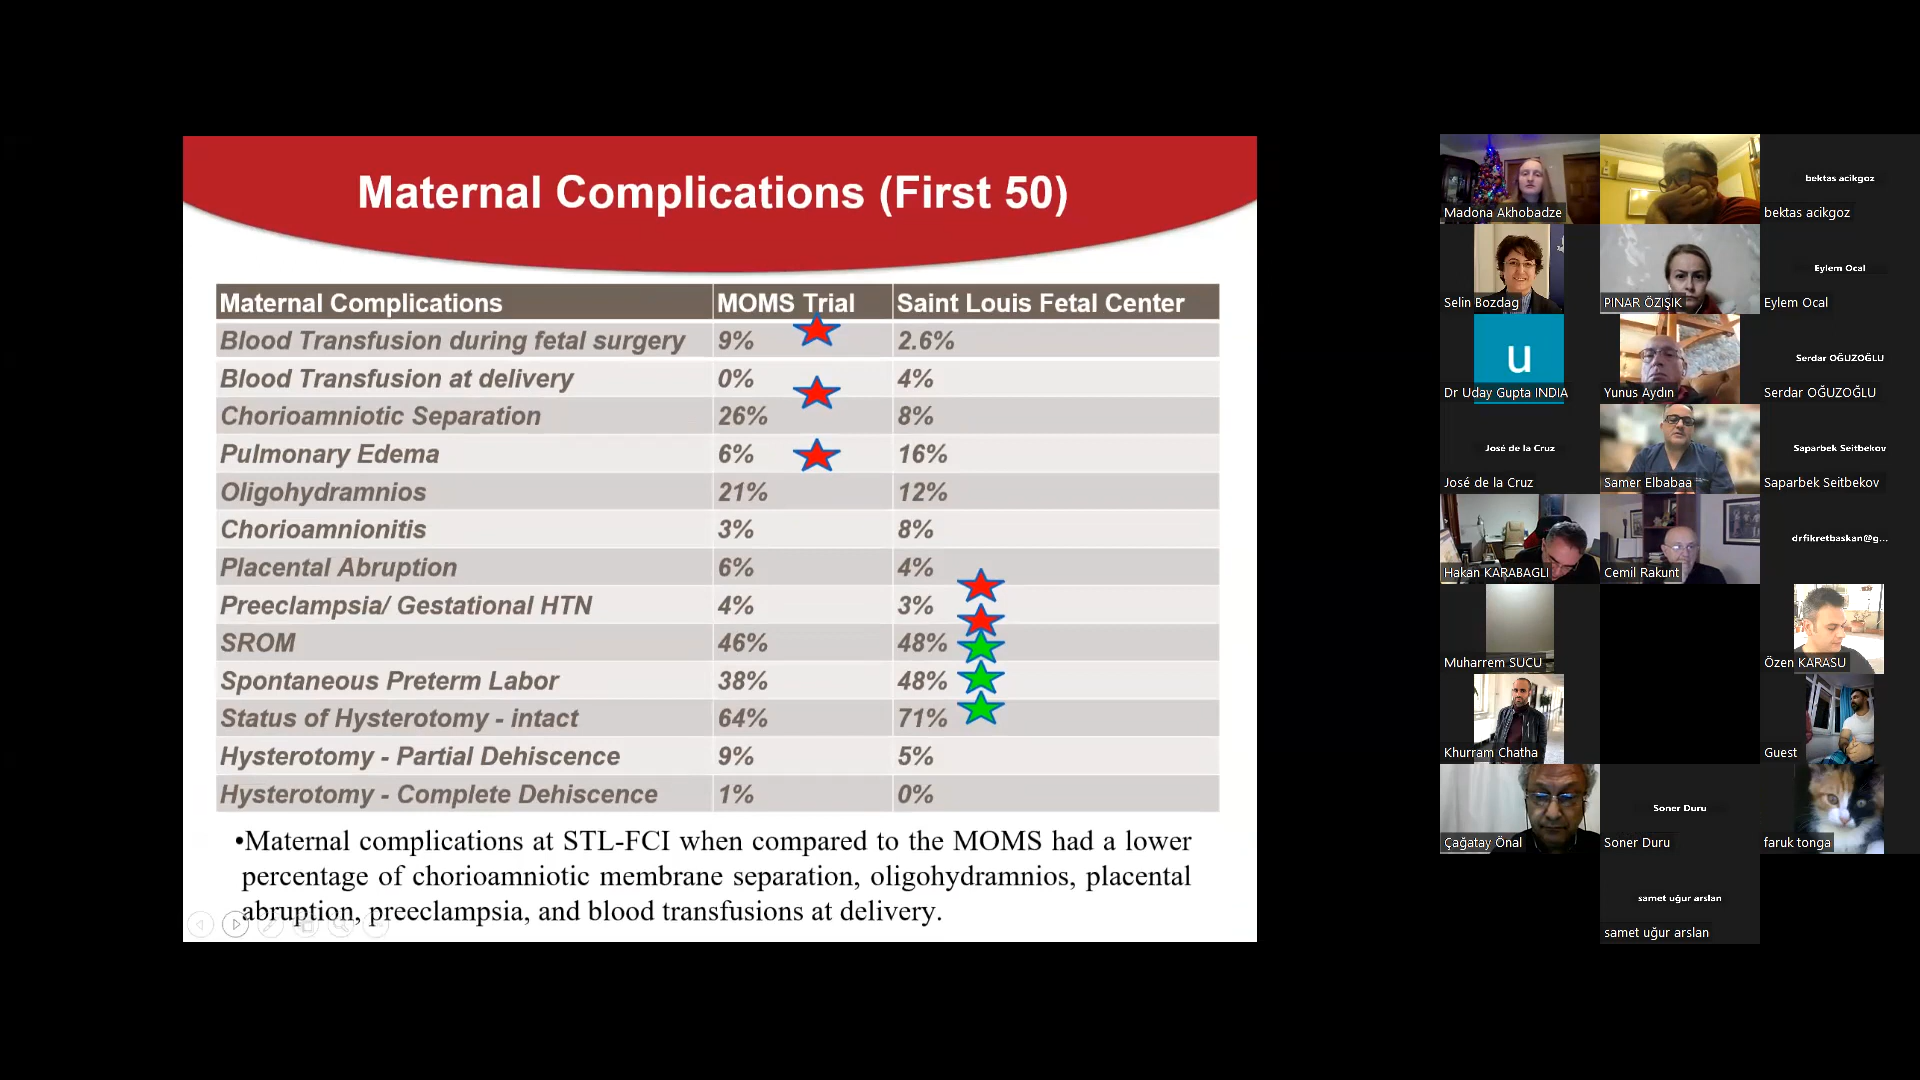 Maternal Complications (First 50)
Maternal Complications MOMS Trial Saint Louis Fetal Center
Blood Transfusion during fetal surgery 9% 2.6%
Blood Transfusion at delivery 0% 4%
Chorioamniotic Separation 26% 8%
Pulmonary Edema 6% 16%
Oligohydramnios 21% 12%
Chorioamnionitis 3% 8%
Placental Abruption 6% 4%
Preeclampsia/ Gestational HTN 4% 3%
SROM 46% 48%
Spontaneous Preterm Labor 38% 48%
Status of Hysterotomy - intact 64% 71%
Hysterotomy - Partial Dehiscence 9% 5%
Hysterotomy - Complete Dehiscence 1% 0%
•Maternal complications at STL-FCI when compared to the MOMS had a lower
percentage of chorioamniotic membrane separation, oligohydramnios, placental
abruption, preeclampsia, and blood transfusions at delivery.
Madona Akhobadze
bektas acikgoz
bektas acikgoz
Selin Bozdag
PINAR ÖZIŞIK
Eylem Ocal
Eylem Ocal
u
Dr Uday Gupta INDIA
Yunus Aydın
Serdar OĞUZOĞLU
Serdar OĞUZOĞLU
José de la Cruz
José de la Cruz
Samer Elbabaa
Saparbek Seitbekov
Saparbek Seitbekov
Hakan KARABAGLI
Cemil Rakunt
drfikretbaskan@g...
Muharrem SUCU
Özen KARASU
Khurram Chatha
Guest
Çağatay Önal
Soner Duru
Soner Duru
faruk tonga
samet uğur arslan
samet uğur arslan